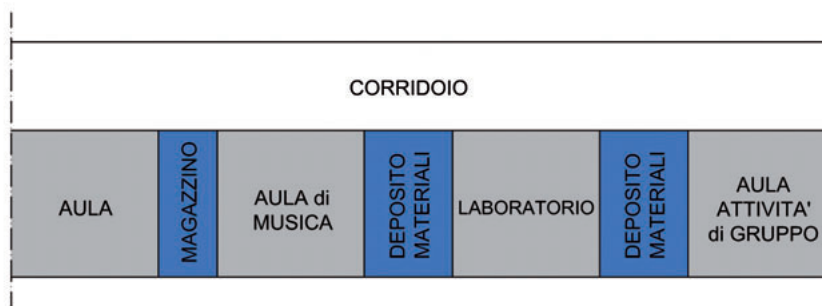 CORRIDOIO
AULA
MAGAZZINO
AULA di
MUSICA
DEPOSITO
MATERIALI
LABORATORIO
DEPOSITO
MATERIALI
AULA
ATTIVITA'
di GRUPPO